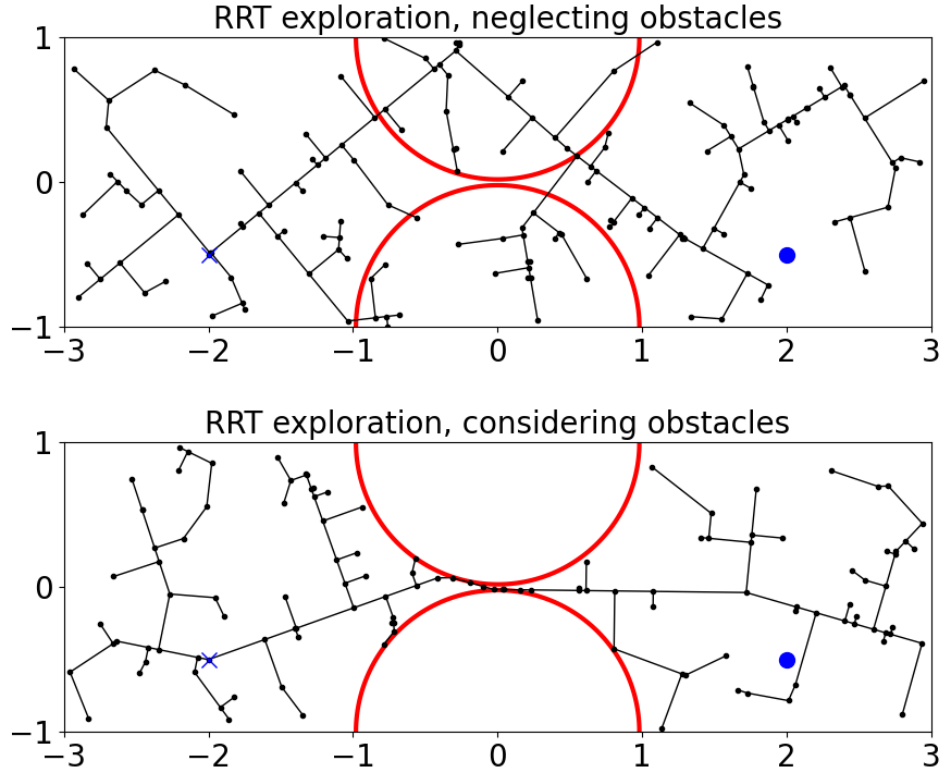 RRT exploration, neglecting obstacles
1
0
−1
−3 −2 −1 0 1 2 3
RRT exploration, considering obstacles
1
0
−1
−3 −2 −1 0 1 2 3